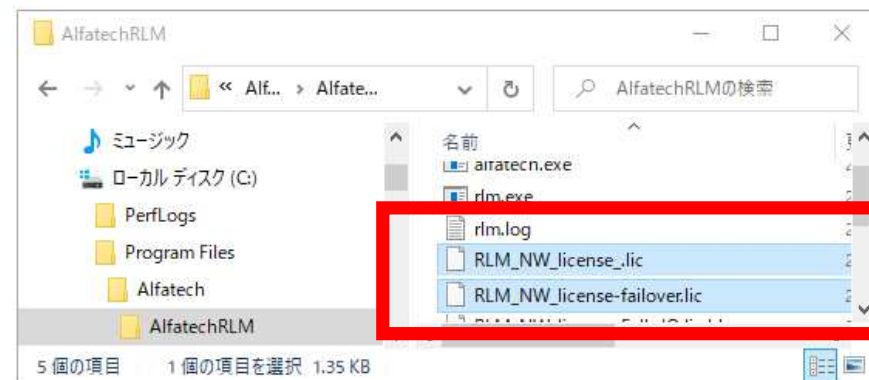 AlfatechRLM
« Alf... › Alfate...
AlfatechRLMの検索
ミュージック
ローカル ディスク (C:)
PerfLogs
Program Files
Alfatech
AlfatechRLM
名前
alfatech.exe
rlm.exe
rlm.log
RLM_NW_license_.lic
RLM_NW_license-failover.lic
5 個の項目
1 個の項目を選択 1.35 KB